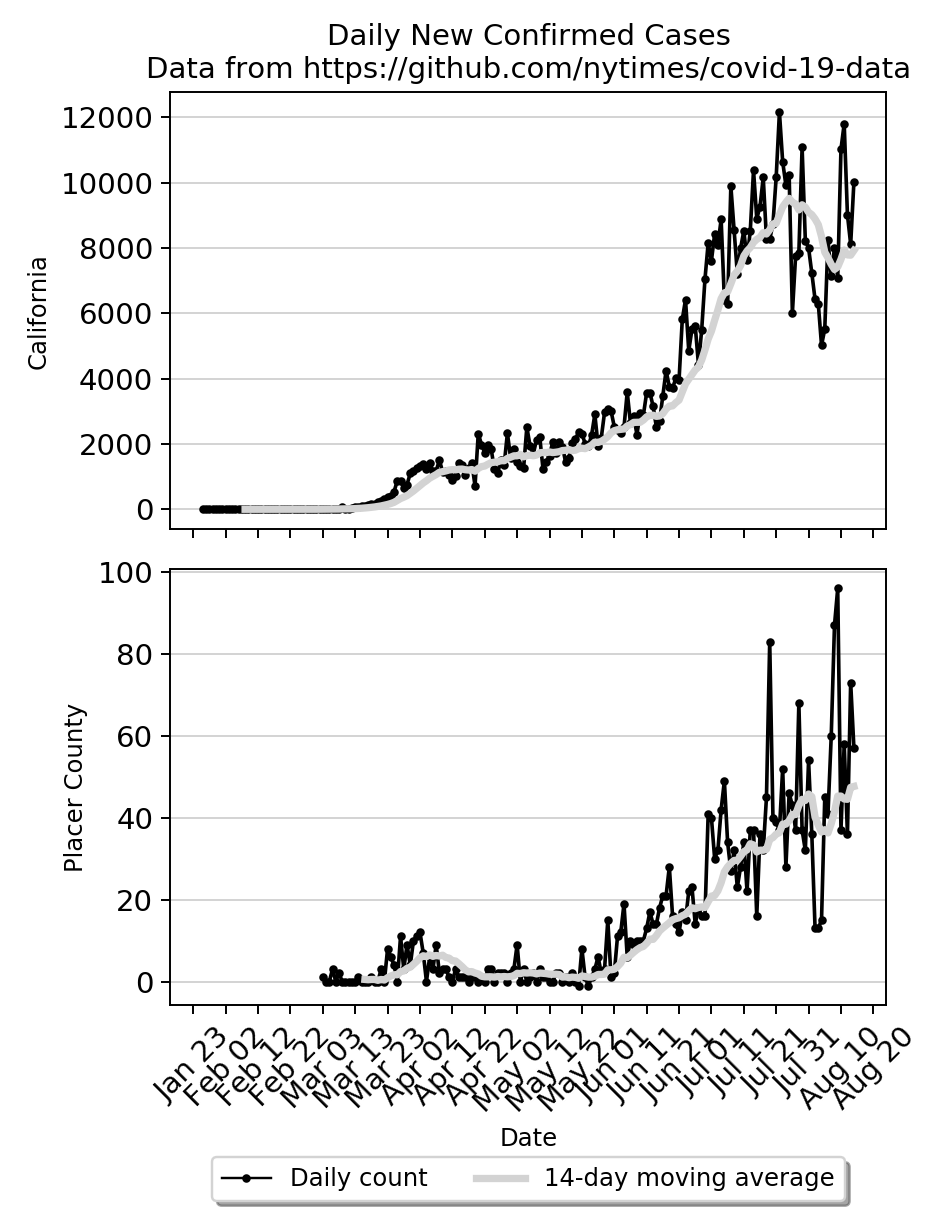 Daily New Confirmed Cases
Data from https://github.com/nytimes/covid-19-data
12000
10000
8000
6000
4000
2000
0
California
100
80
60
40
20
0
Placer County
Jan 23
Feb 02
Feb 12
Feb 22
Mar 03
Mar 13
Mar 23
Apr 02
Apr 12
Apr 22
May 02
May 12
May 22
Jun 01
Jun 11
Jun 21
Jul 01
Jul 11
Jul 21
Jul 31
Aug 10
Aug 20
Date
Daily count 14-day moving average